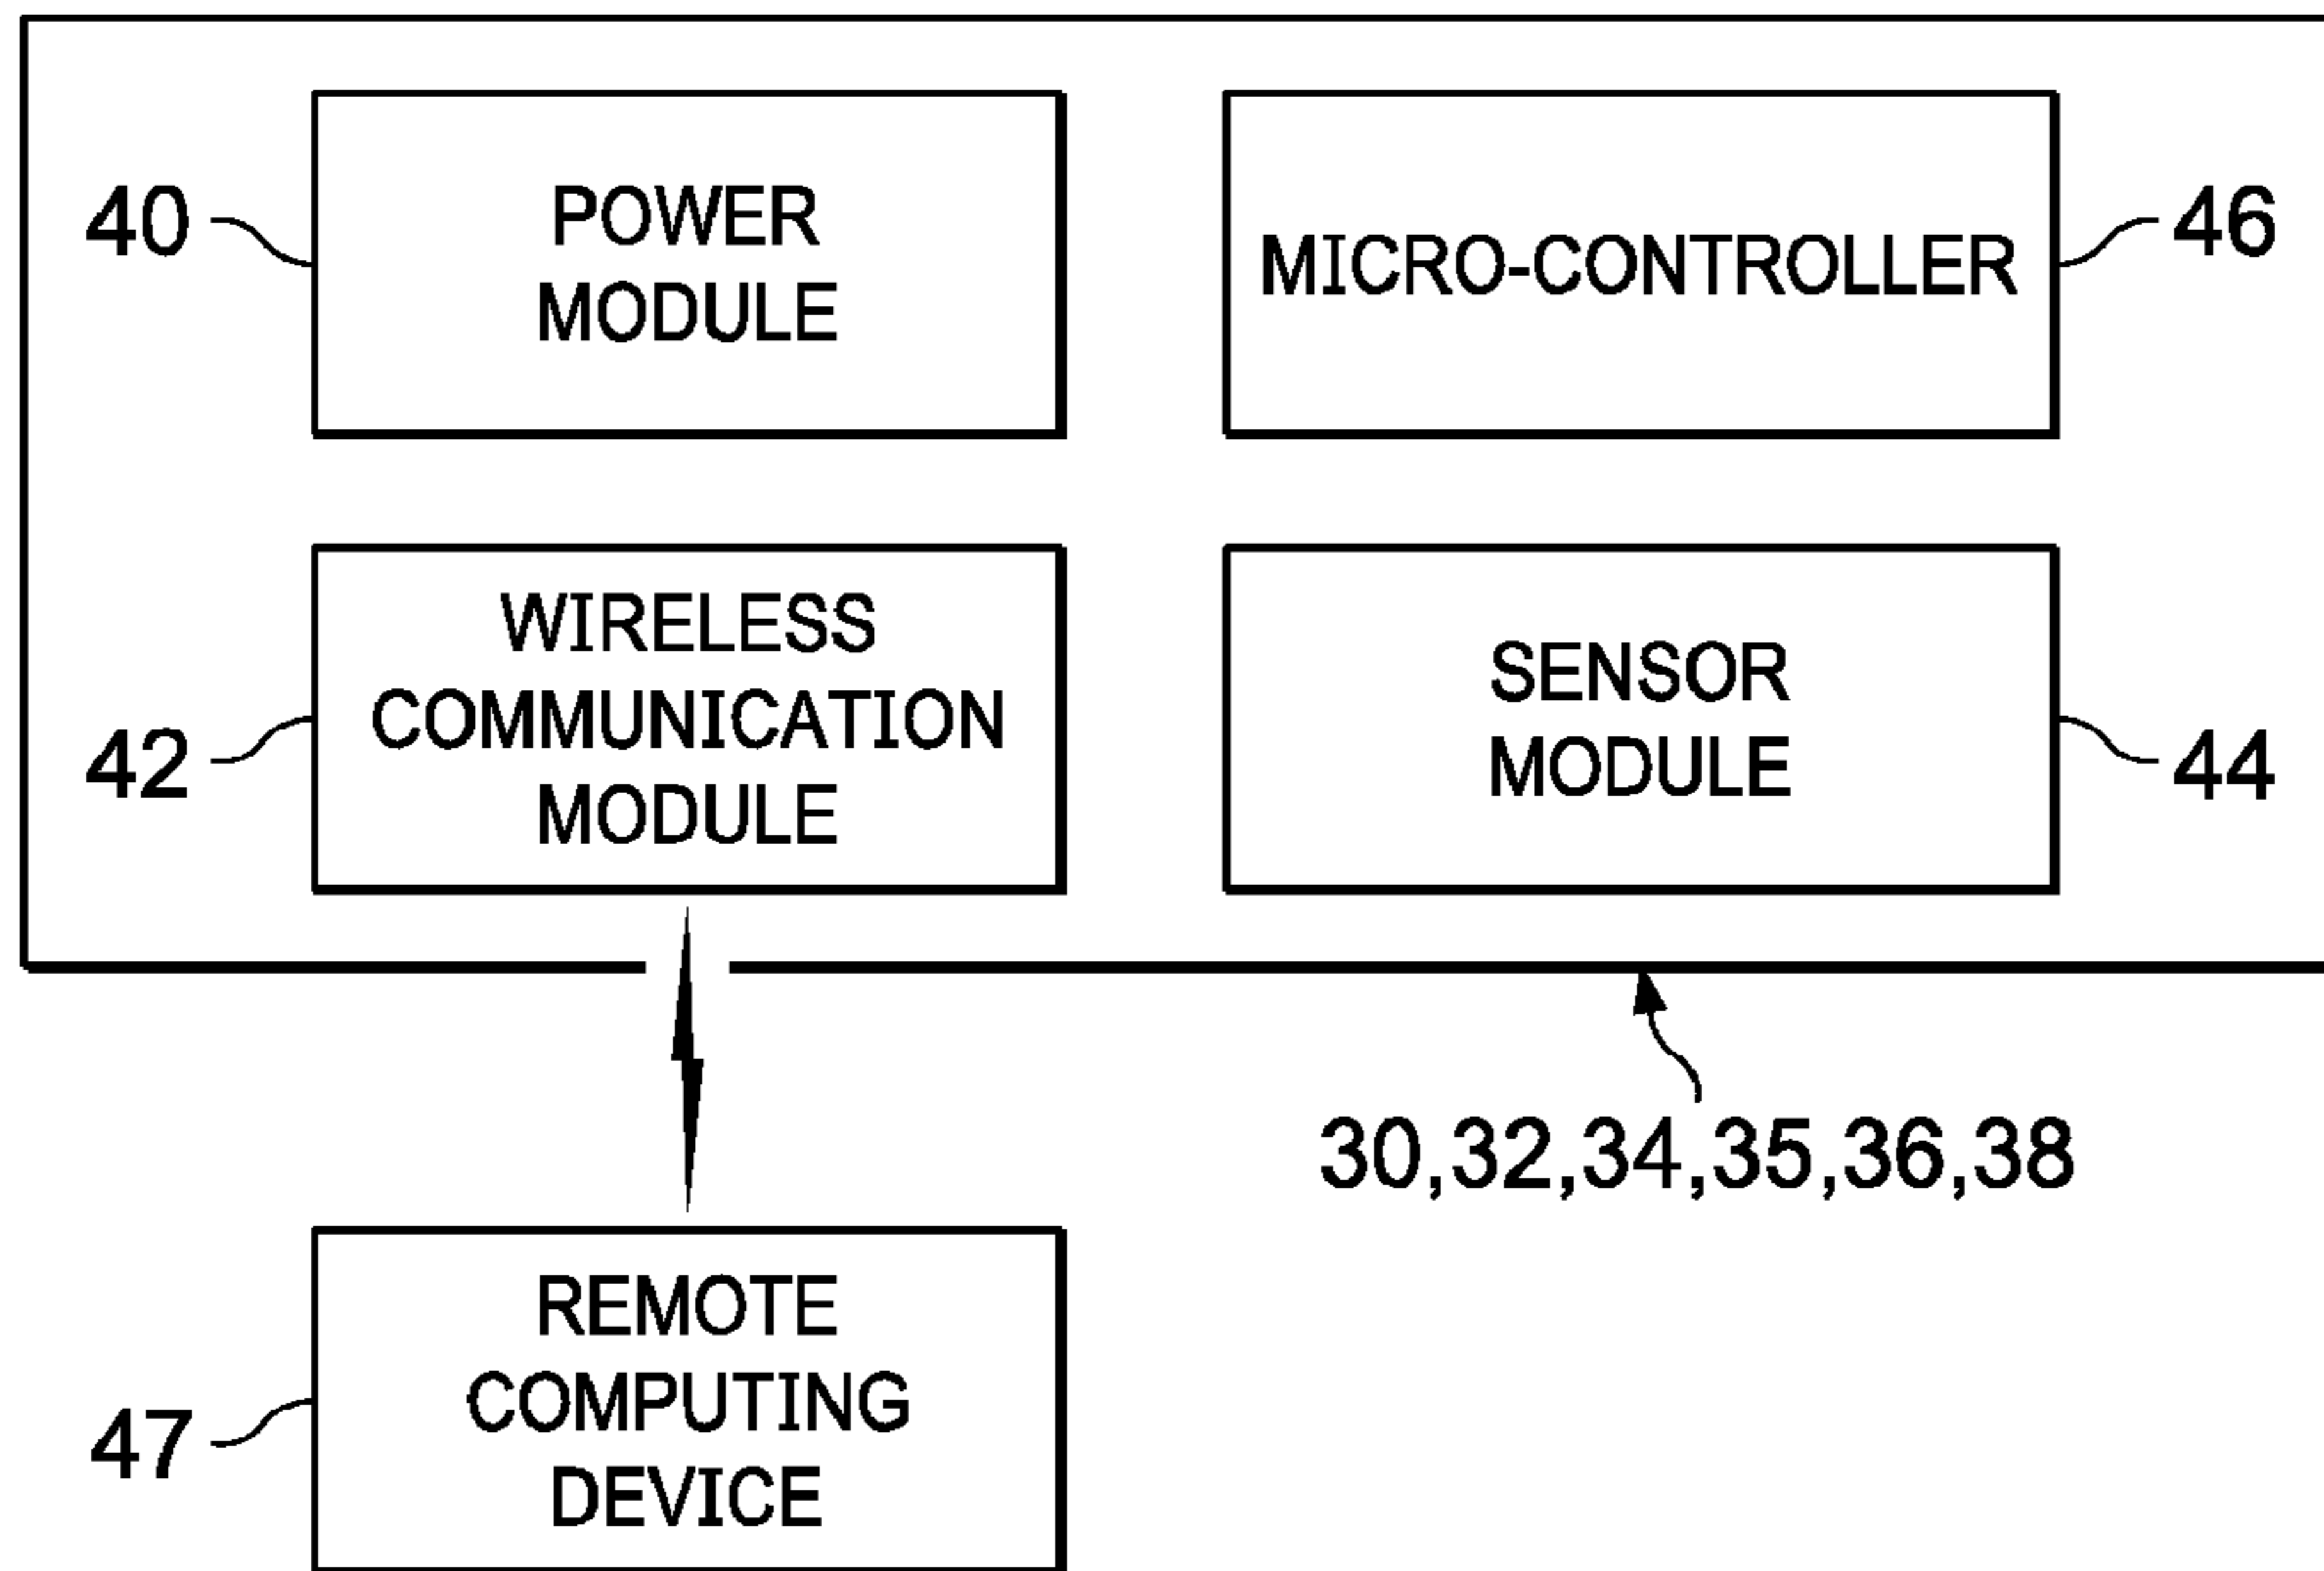 40
POWER
MODULE
MICRO-CONTROLLER
46
42
WIRELESS
COMMUNICATION
MODULE
SENSOR
MODULE
44
30,32,34,35,36,38
47
REMOTE
COMPUTING
DEVICE